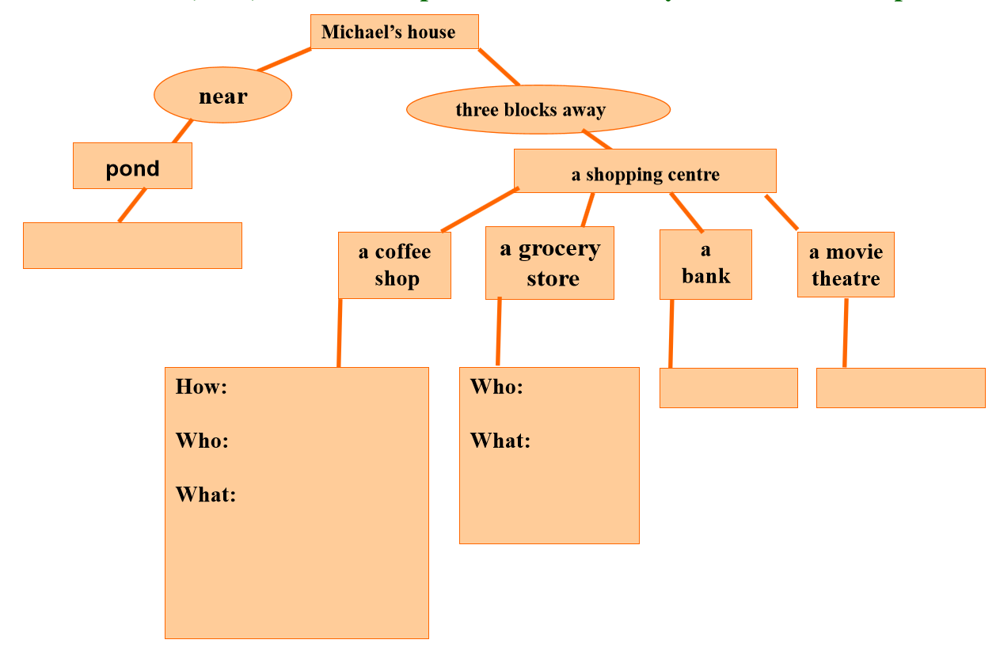 Michael’s house
near
three blocks away
pond
a shopping centre
a coffee
shop
a grocery
store
a
bank
a movie
theatre
How:
Who:
What:
Who:
What: